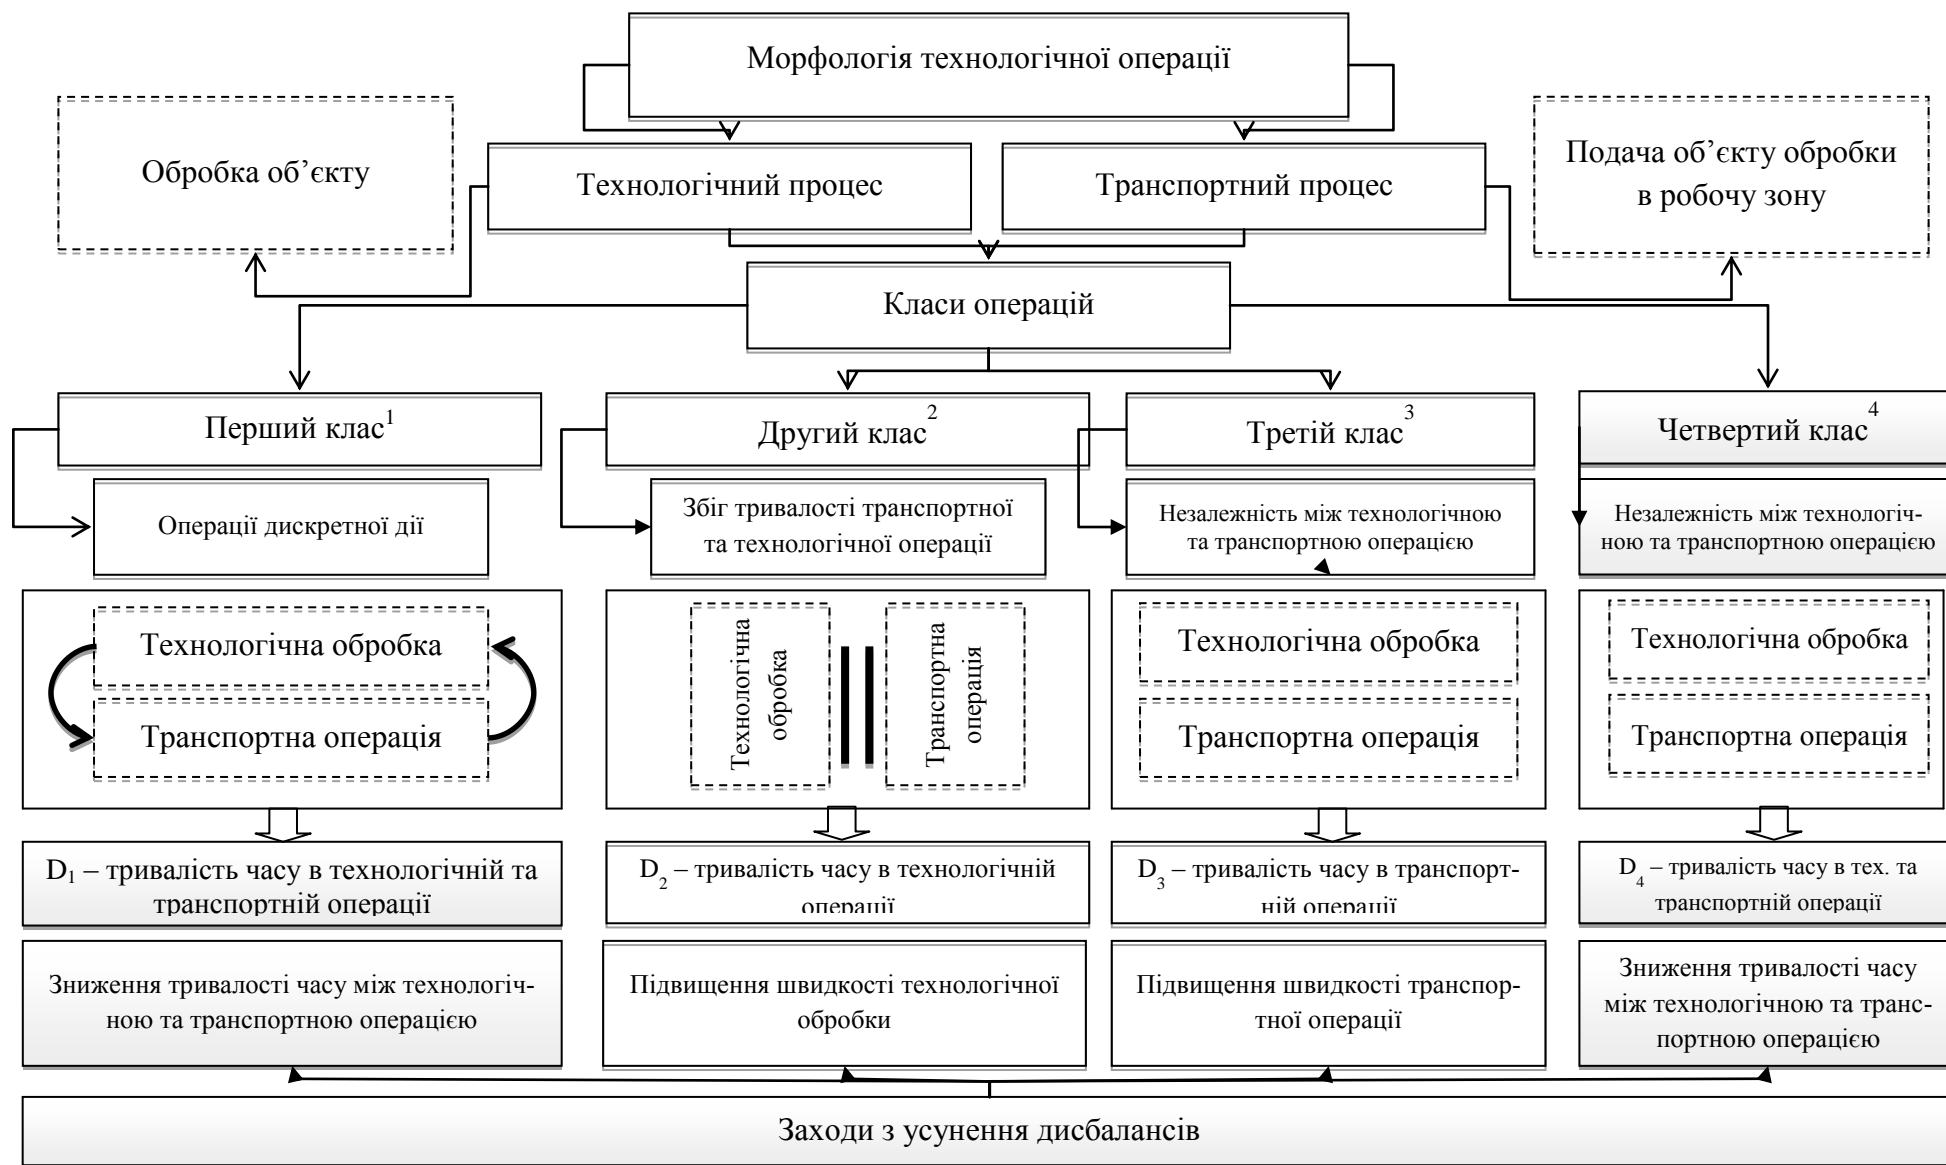 Морфологія технологічної операції
Обробка об’єкту
Технологічний процес
Транспортний процес
Подача об’єкту обробки
в робочу зону
Класи операцій
Перший клас1
Другий клас2
Третій клас3
Четвертий клас4
Операції дискретної дії
Збіг тривалості транспортної
та технологічної операції
Незалежність між технологічною
та транспортною операцією
Незалежність між технологіч-
ною та транспортною операцією
Технологічна обробка
Транспортна операція
Технологічна
обробка
Транспортна
операція
Технологічна обробка
Транспортна операція
Технологічна обробка
Транспортна операція
D1 – тривалість часу в технологічній та
транспортній операції
D2 – тривалість часу в технологічній
операції
D3 – тривалість часу в транспорт-
ній операції
D4 – тривалість часу в тех. та
транспортній операції
Зниження тривалості часу між технологіч-
ною та транспортною операцією
Підвищення швидкості технологічної
обробки
Підвищення швидкості транспор-
тної операції
Зниження тривалості часу
між технологічною та транс-
портною операцією
Заходи з усунення дисбалансів